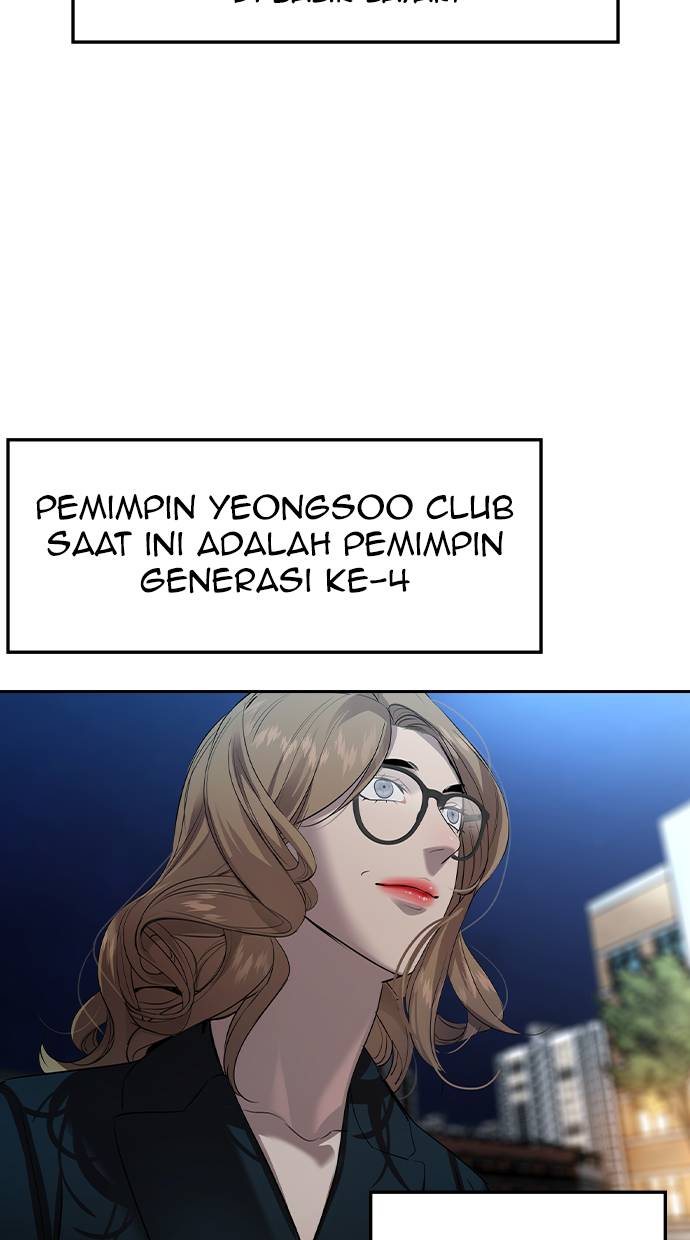 PEMIMPIN YEONGSOO CLUB
SAAT INI ADALAH PEMIMPIN
GENERASI KE-4